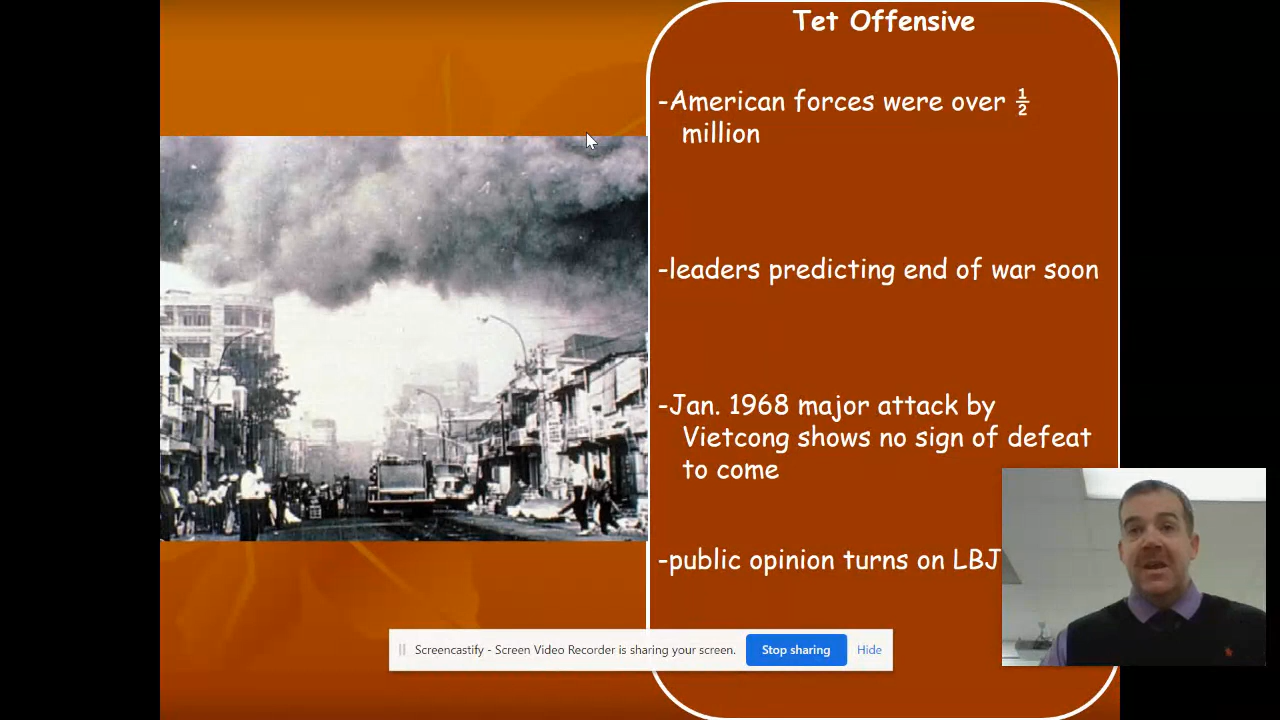 Tet Offensive
-American forces were over ½
million
-leaders predicting end of war soon
-Jan. 1968 major attack by
Vietcong shows no sign of defeat
to come
-public opinion turns on LBJ
Screencastify - Screen Video Recorder is sharing your screen.
Stop sharing
Hide